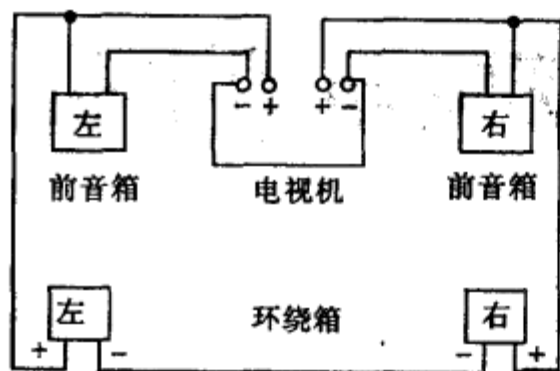 左 - + + - 右
前音箱 电视机 前音箱
左 环绕箱 右
+ - - +